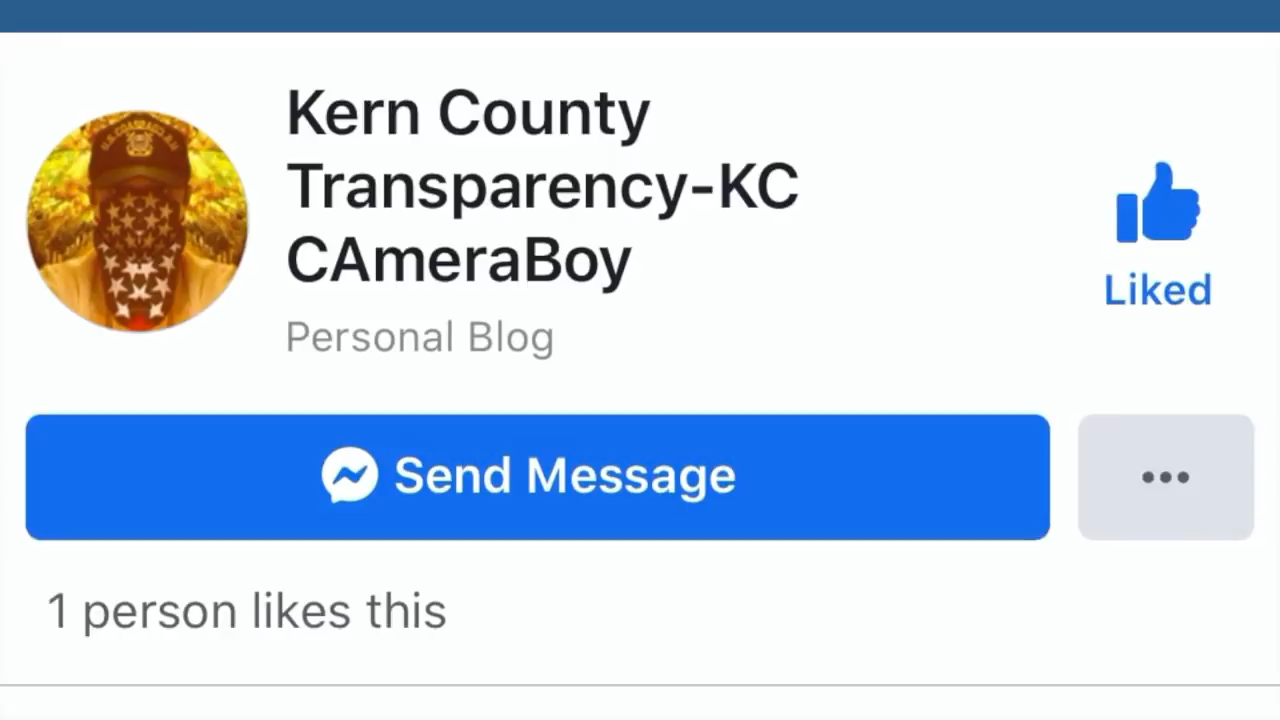 Kern County
Transparency-KC
CAmeraBoy
Liked
Personal Blog
Send Message
1 person likes this